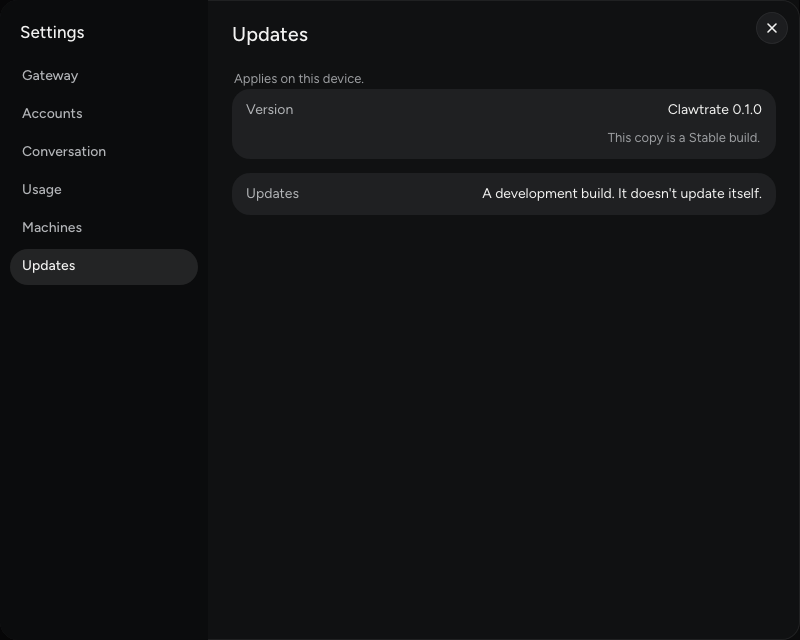 Settings
Gateway
Accounts
Conversation
Usage
Machines
Updates
Updates
Applies on this device.
Version
Clawtrate 0.1.0
This copy is a Stable build.
Updates
A development build. It doesn't update itself.